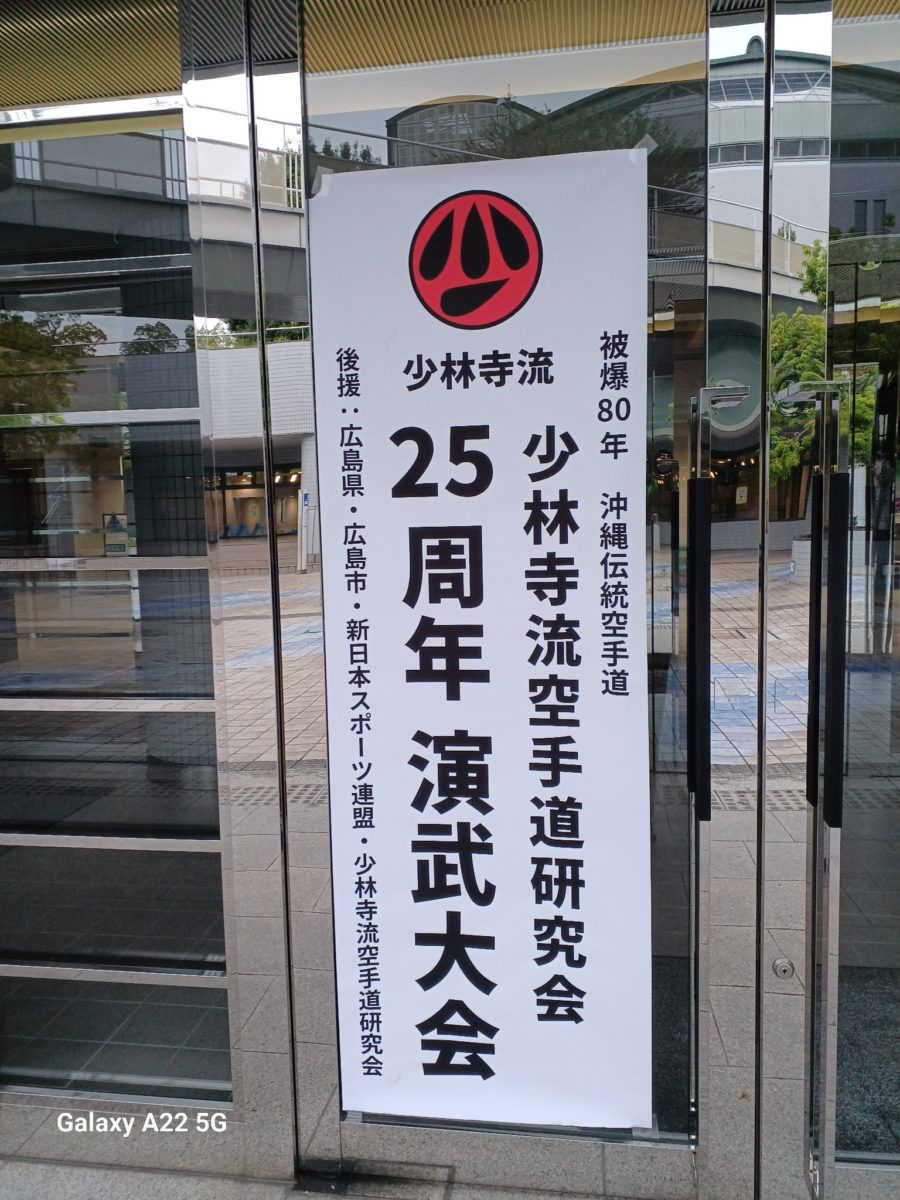 少林寺流
被爆80年 沖縄伝統空手道
少林寺流空手道研究会
25周年 演武大会
後援:広島県・広島市・新日本スポーツ連盟・少林寺流空手道研究会
Galaxy A22 5G